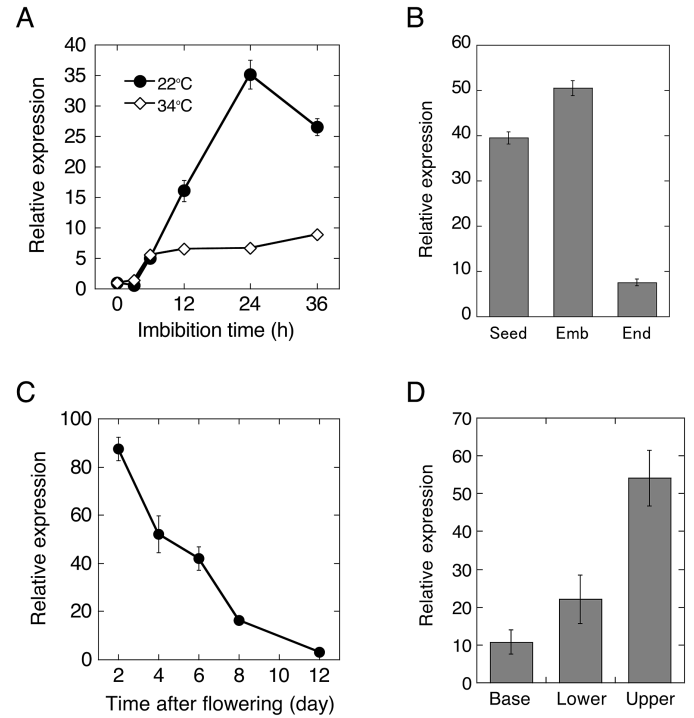 A
Relative expression
40
35
30
25
20
15
10
5
0
22°C
34°C
0
12
24
36
Imbibition time (h)
B
Relative expression
60
50
40
30
20
10
0
Seed
Emb
End
C
Relative expression
100
80
60
40
20
0
2
4
6
8
10
12
Time after flowering (day)
D
Relative expression
70
60
50
40
30
20
10
0
Base
Lower
Upper